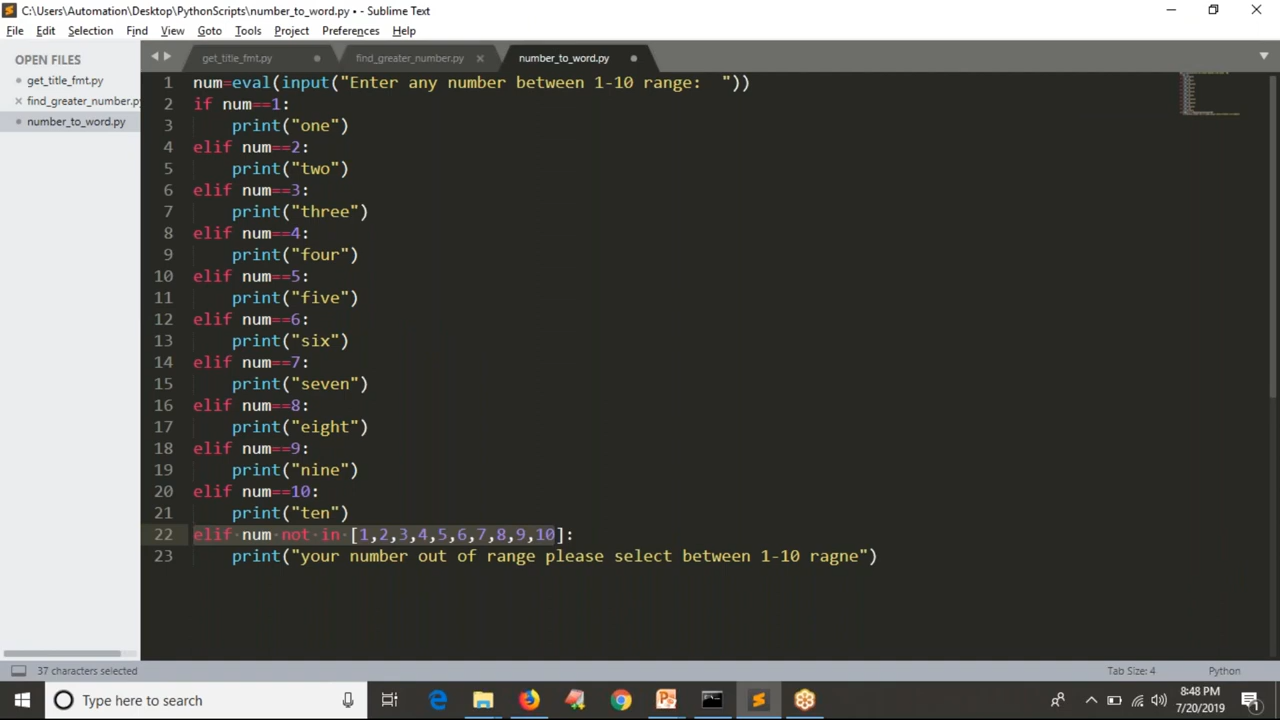 C:\Users\Automation\Desktop\PythonScripts\number_to_word.py • - Sublime Text
File Edit Selection Find View Goto Tools Project Preferences Help
OPEN FILES
get_title_fmt.py
find_greater_number.py
number_to_word.py
get_title_fmt.py find_greater_number.py number_to_word.py
1 num=eval(input("Enter any number between 1-10 range:  "))
2 if num==1:
3     print("one")
4 elif num==2:
5     print("two")
6 elif num==3:
7     print("three")
8 elif num==4:
9     print("four")
10 elif num==5:
11     print("five")
12 elif num==6:
13     print("six")
14 elif num==7:
15     print("seven")
16 elif num==8:
17     print("eight")
18 elif num==9:
19     print("nine")
20 elif num==10:
21     print("ten")
22 elif num not in [1,2,3,4,5,6,7,8,9,10]:
23     print("your number out of range please select between 1-10 ragne")
37 characters selected Tab Size: 4 Python
Type here to search
8:48 PM
7/20/2019
1